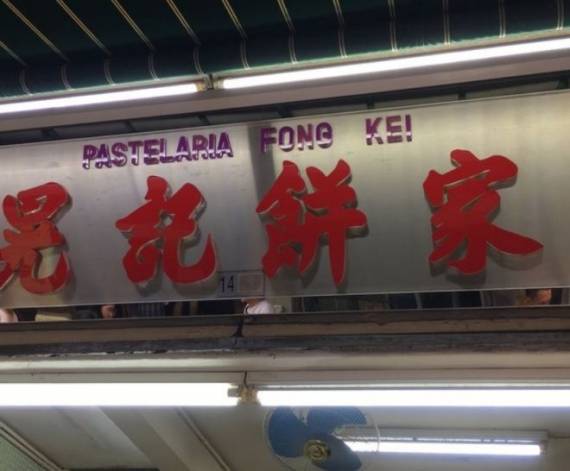 PASTELARIA FONG KEI
晃記餅家
14